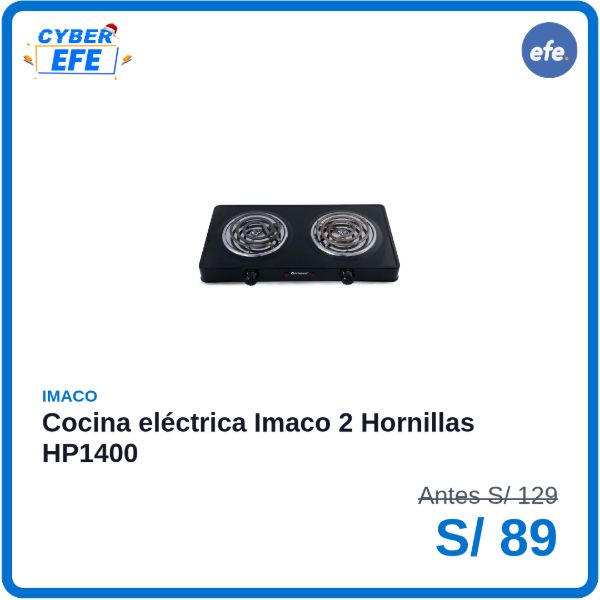 CYBER
EFE
efe.
IMACO
Cocina eléctrica Imaco 2 Hornillas
HP1400
Antes S/ 129
S/ 89